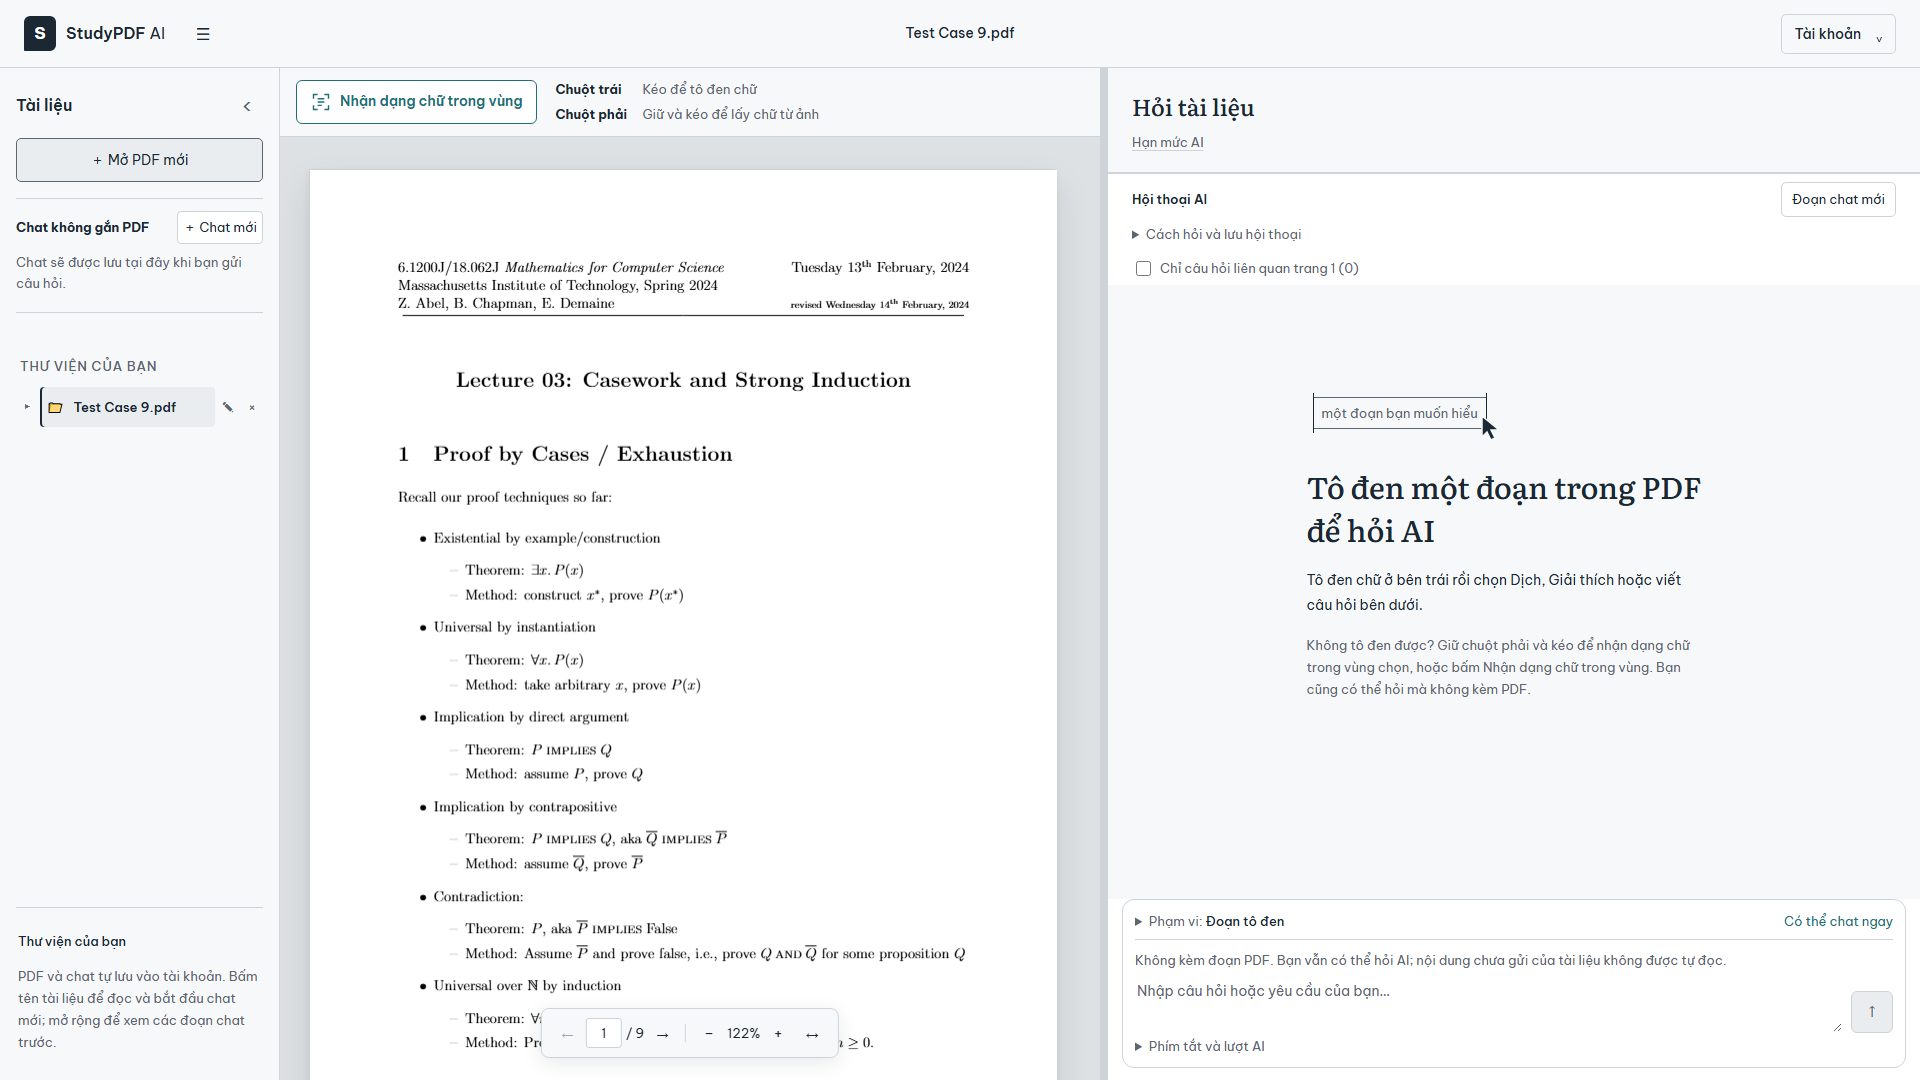 S StudyPDF AI ☰
Test Case 9.pdf
Tài khoản v
Tài liệu <
+ Mở PDF mới
Chat không gắn PDF
+ Chat mới
Chat sẽ được lưu tại đây khi bạn gửi
câu hỏi.
THƯ VIỆN CỦA BẠN
Test Case 9.pdf ×
Thư viện của bạn
PDF và chat tự lưu vào tài khoản. Bấm
tên tài liệu để đọc và bắt đầu chat
mới; mở rộng để xem các đoạn chat
trước.
Nhận dạng chữ trong vùng
Chuột trái Kéo để tô đen chữ
Chuột phải Giữ và kéo để lấy chữ từ ảnh
6.1200J/18.062J Mathematics for Computer Science Tuesday 13th February, 2024
Massachusetts Institute of Technology, Spring 2024
Z. Abel, B. Chapman, E. Demaine revised Wednesday 14th February, 2024
Lecture 03: Casework and Strong Induction
1 Proof by Cases / Exhaustion
Recall our proof techniques so far:
• Existential by example/construction
– Theorem: ∃x. P(x)
– Method: construct x*, prove P(x*)
• Universal by instantiation
– Theorem: ∀x. P(x)
– Method: take arbitrary x, prove P(x)
• Implication by direct argument
– Theorem: P IMPLIES Q
– Method: assume P, prove Q
• Implication by contrapositive
– Theorem: P IMPLIES Q, aka Q̅ IMPLIES P̅
– Method: assume Q̅, prove P̅
• Contradiction:
– Theorem: P, aka P̅ IMPLIES False
– Method: Assume P̅ and prove false, i.e., prove Q AND Q̅ for some proposition Q
• Universal over ℕ by induction
– Theorem: ∀
– Method: Pr ≥ 0.
← 1 / 9 → − 122% + ↔
Hỏi tài liệu
Hạn mức AI
Hội thoại AI
Đoạn chat mới
▶ Cách hỏi và lưu hội thoại
Chỉ câu hỏi liên quan trang 1 (0)
một đoạn bạn muốn hiểu
Tô đen một đoạn trong PDF
để hỏi AI
Tô đen chữ ở bên trái rồi chọn Dịch, Giải thích hoặc viết
câu hỏi bên dưới.
Không tô đen được? Giữ chuột phải và kéo để nhận dạng chữ
trong vùng chọn, hoặc bấm Nhận dạng chữ trong vùng. Bạn
cũng có thể hỏi mà không kèm PDF.
▶ Phạm vi: Đoạn tô đen Có thể chat ngay
Không kèm đoạn PDF. Bạn vẫn có thể hỏi AI; nội dung chưa gửi của tài liệu không được tự đọc.
Nhập câu hỏi hoặc yêu cầu của bạn...
↑
▶ Phím tắt và lượt AI